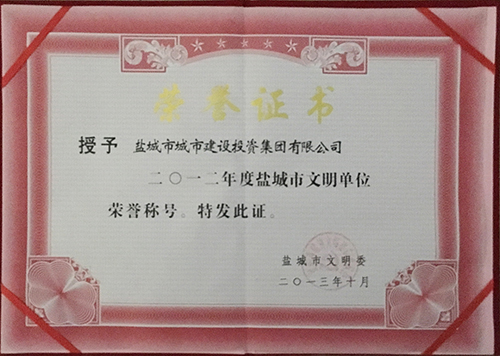 荣誉证书
授予 盐城市城市建设投资集团有限公司
二〇一二年度盐城市文明单位
荣誉称号。特发此证。
盐城市文明委
二〇一三年十月